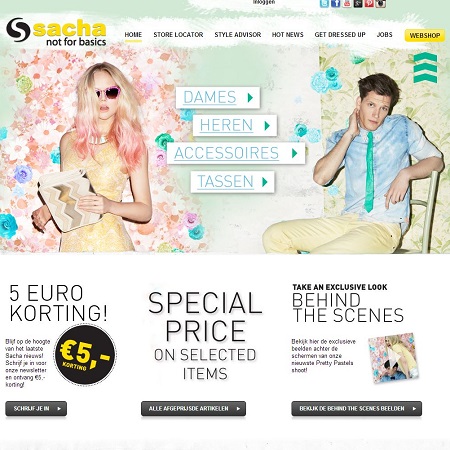 Inloggen
sacha
not for basics
HOME STORE LOCATOR STYLE ADVISOR HOT NEWS GET DRESSED UP JOBS WEBSHOP
DAMES
HEREN
ACCESSOIRES
TASSEN
5 EURO
KORTING!
Blijf op de hoogte
van het laatste
Sacha nieuws!
Schrijf je in voor
onze newsletter
en ontvang €5,-
korting!
€5,-
KORTING
SCHRIJF JE IN
SPECIAL
PRICE
ON SELECTED
ITEMS
ALLE AFGEPRIJSDE ARTIKELEN
TAKE AN EXCLUSIVE LOOK
BEHIND
THE SCENES
Bekijk hier de exclusieve
beelden achter de
schermen van onze
nieuwste Pretty Pastels
shoot!
BEKIJK DE BEHIND THE SCENES BEELDEN